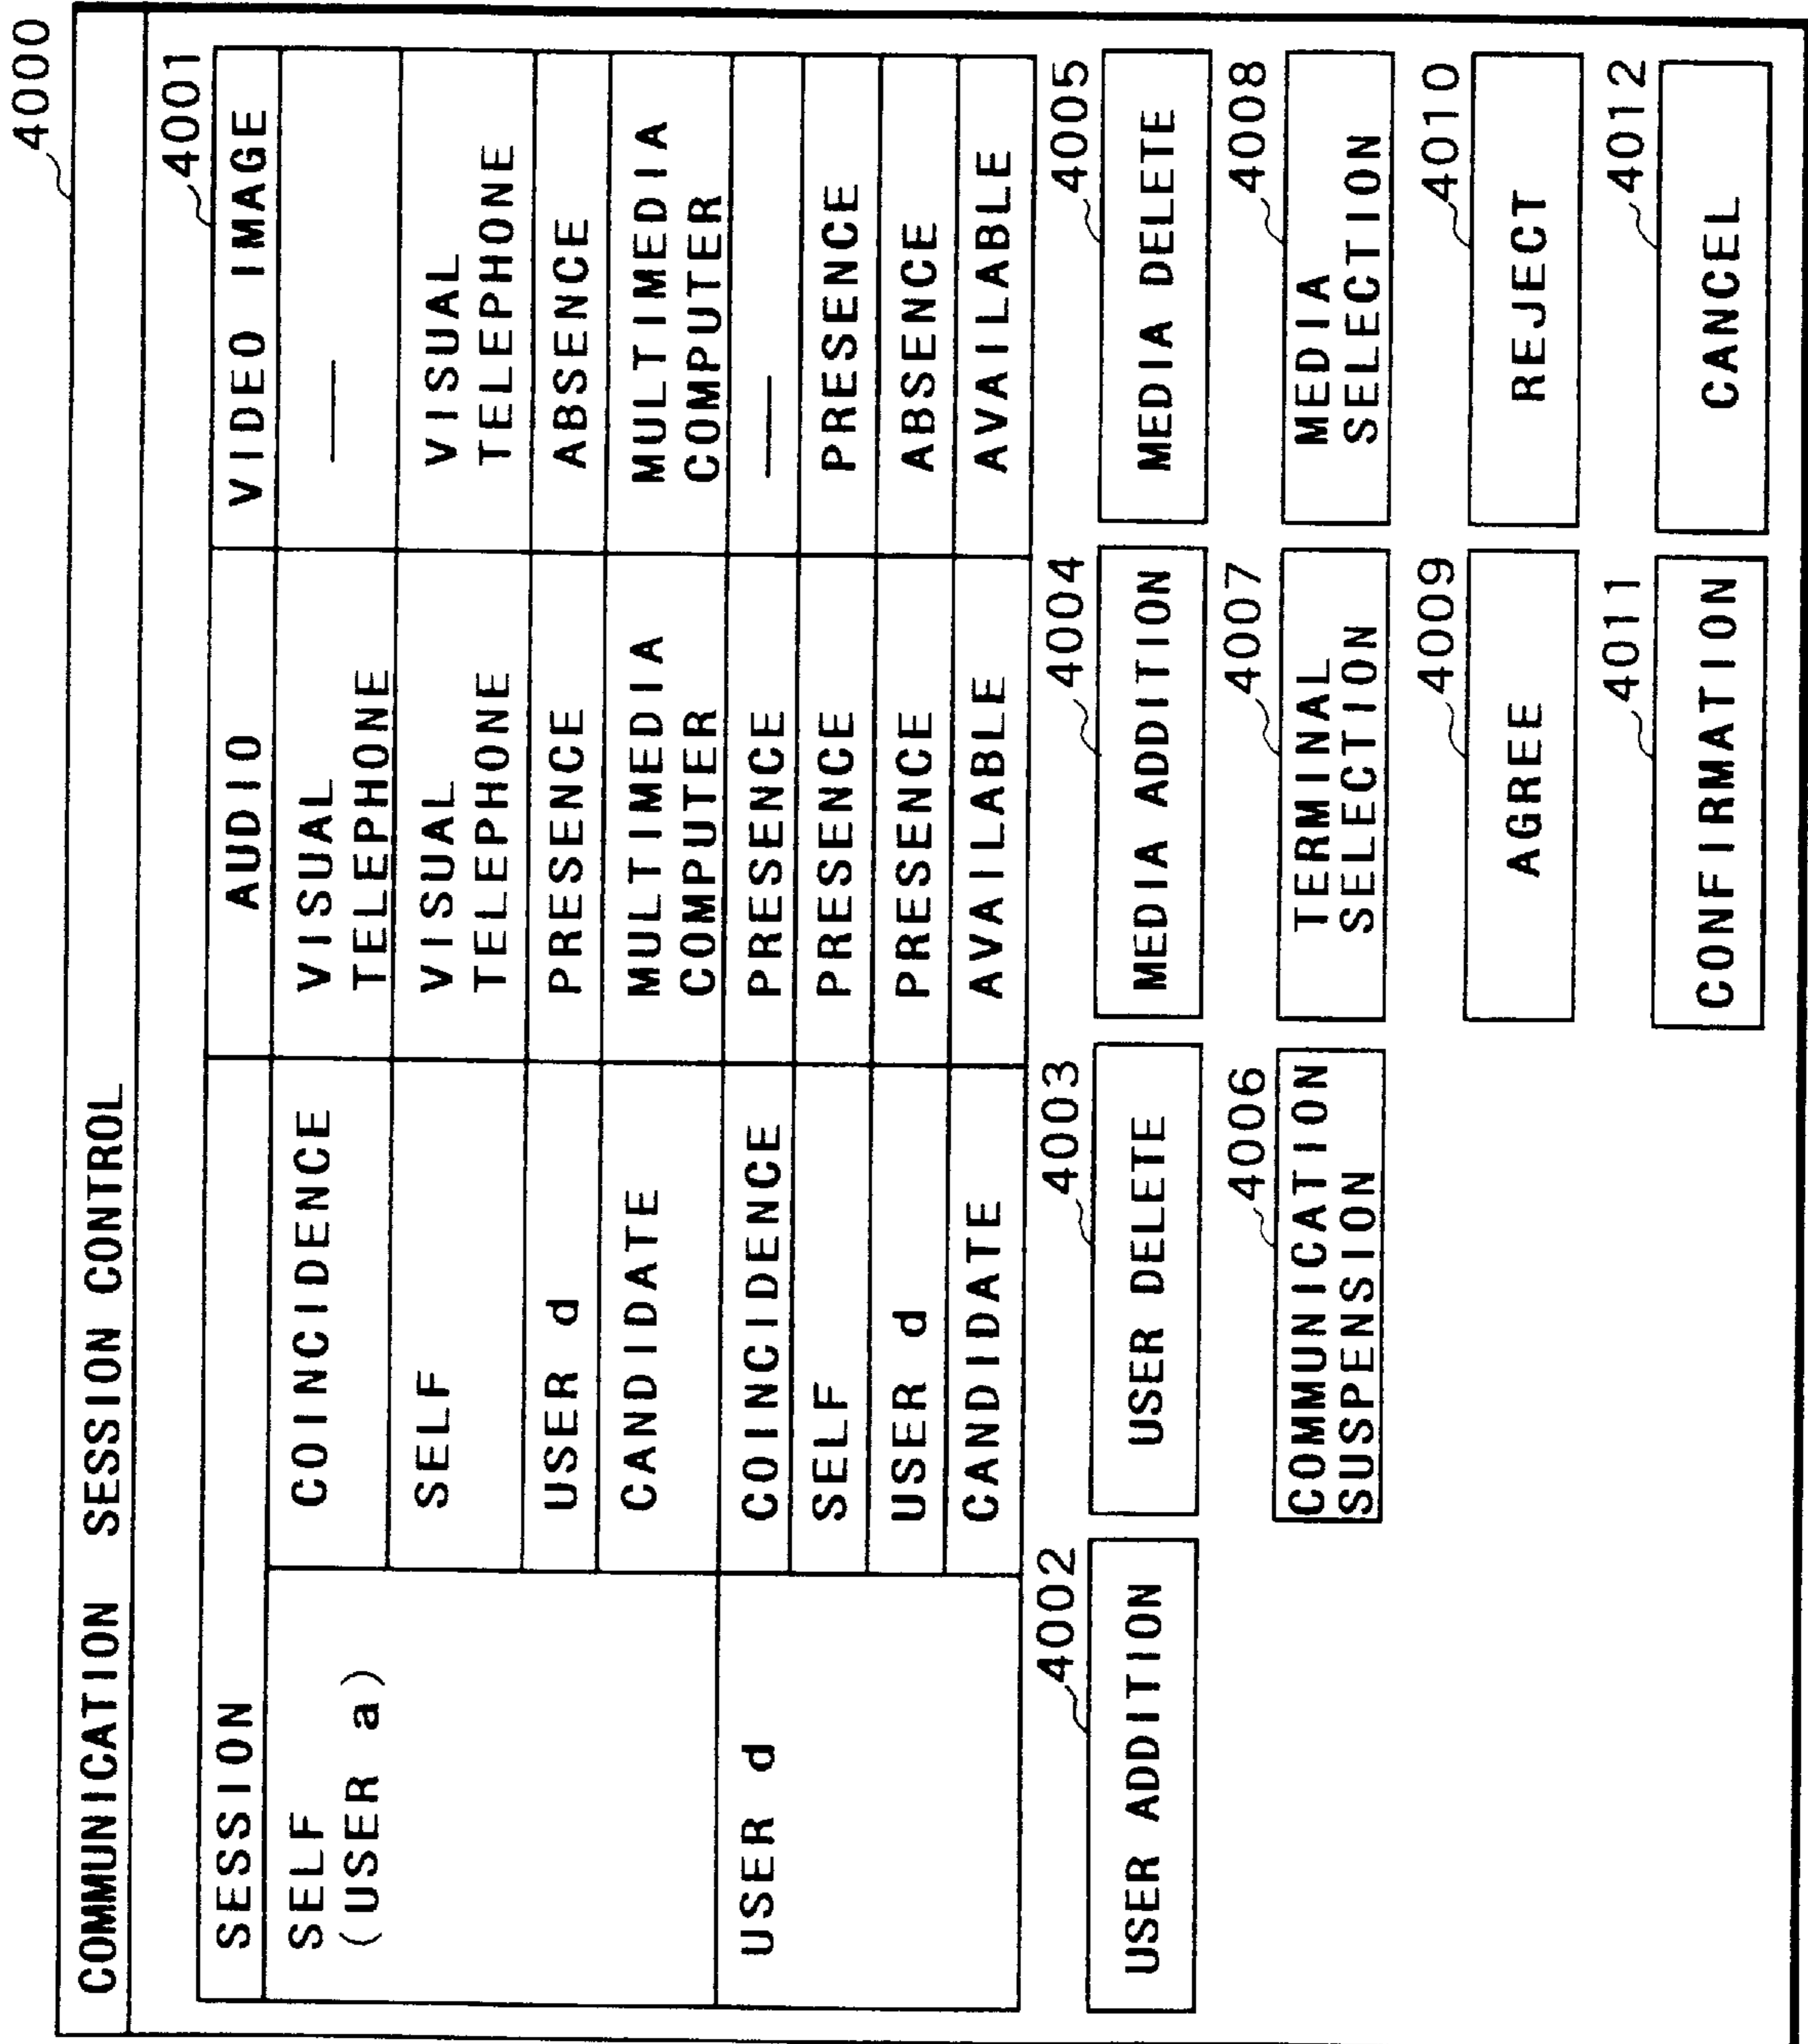 4000
COMMUNICATION SESSION CONTROL
4001
SESSION AUDIO VIDEO IMAGE
SELF
(USER a)
COINCIDENCE
VISUAL
TELEPHONE
—
SELF
VISUAL
TELEPHONE
VISUAL
TELEPHONE
USER d PRESENCE ABSENCE
CANDIDATE
MULTIMEDIA
COMPUTER
MULTIMEDIA
COMPUTER
USER d
COINCIDENCE PRESENCE —
SELF PRESENCE PRESENCE
USER d PRESENCE ABSENCE
CANDIDATE AVAILABLE AVAILABLE
4002 4003 4004 4005
USER ADDITION USER DELETE MEDIA ADDITION MEDIA DELETE
4006 4007 4008
COMMUNICATION
SUSPENSION
TERMINAL
SELECTION
MEDIA
SELECTION
4009 4010
AGREE REJECT
4011 4012
CONFIRMATION CANCEL